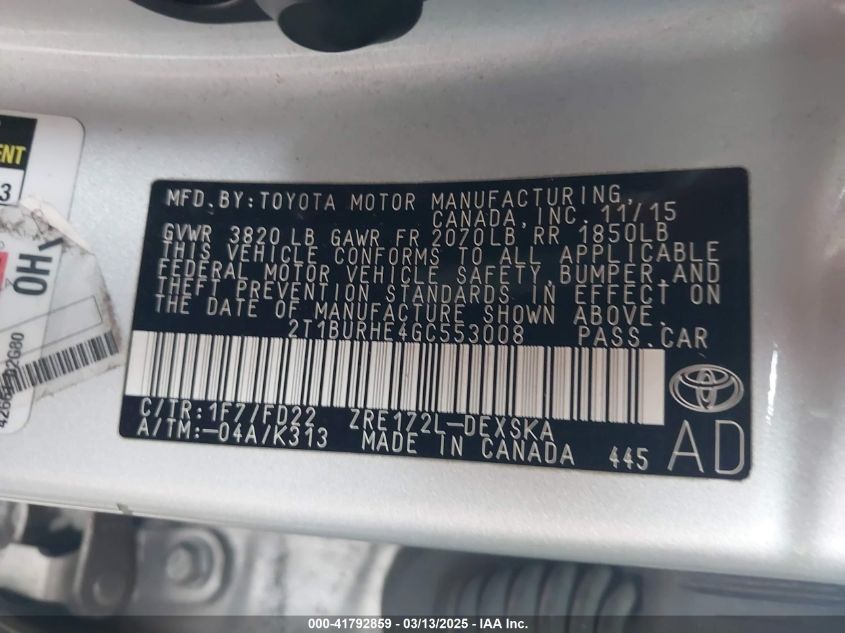 MFD. BY: TOYOTA MOTOR MANUFACTURING,
CANADA, INC. 11/15
GVWR 3820 LB GAWR FR 2070LB RR 1850LB
THIS VEHICLE CONFORMS TO ALL APPLICABLE
FEDERAL MOTOR VEHICLE SAFETY, BUMPER, AND
THEFT PREVENTION STANDARDS IN EFFECT ON
THE DATE OF MANUFACTURE SHOWN ABOVE.
2T1BURHE4GC553008 PASS. CAR
C/TR: 1F7/FD22 ZRE172L-DEXSKA
A/TM: -04A/K313 MADE IN CANADA 445
AD
ENT
3
OH
000-41792859 | 03/13/2025 | IAA Inc.